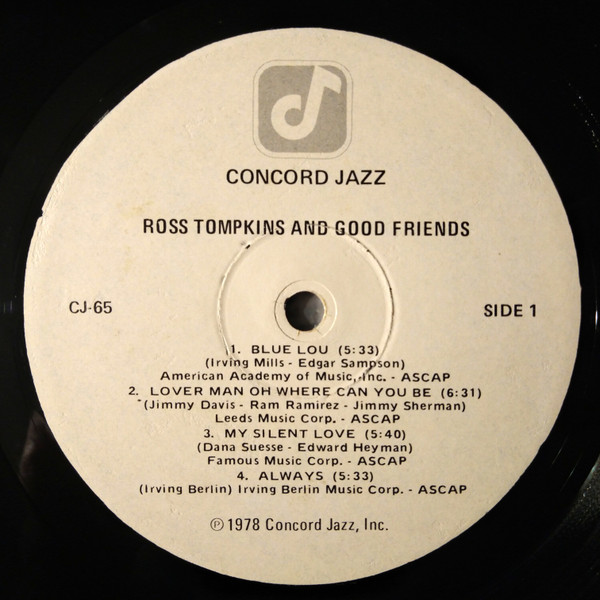 CONCORD JAZZ
ROSS TOMPKINS AND GOOD FRIENDS
CJ-65
SIDE 1
1. BLUE LOU (5:33)
(Irving Mills - Edgar Sampson)
American Academy of Music, Inc. - ASCAP
2. LOVER MAN OH WHERE CAN YOU BE (6:31)
(Jimmy Davis - Ram Ramirez - Jimmy Sherman)
Leeds Music Corp. - ASCAP
3. MY SILENT LOVE (5:40)
(Dana Suesse - Edward Heyman)
Famous Music Corp. - ASCAP
4. ALWAYS (5:33)
(Irving Berlin) Irving Berlin Music Corp. - ASCAP
℗ 1978 Concord Jazz, Inc.